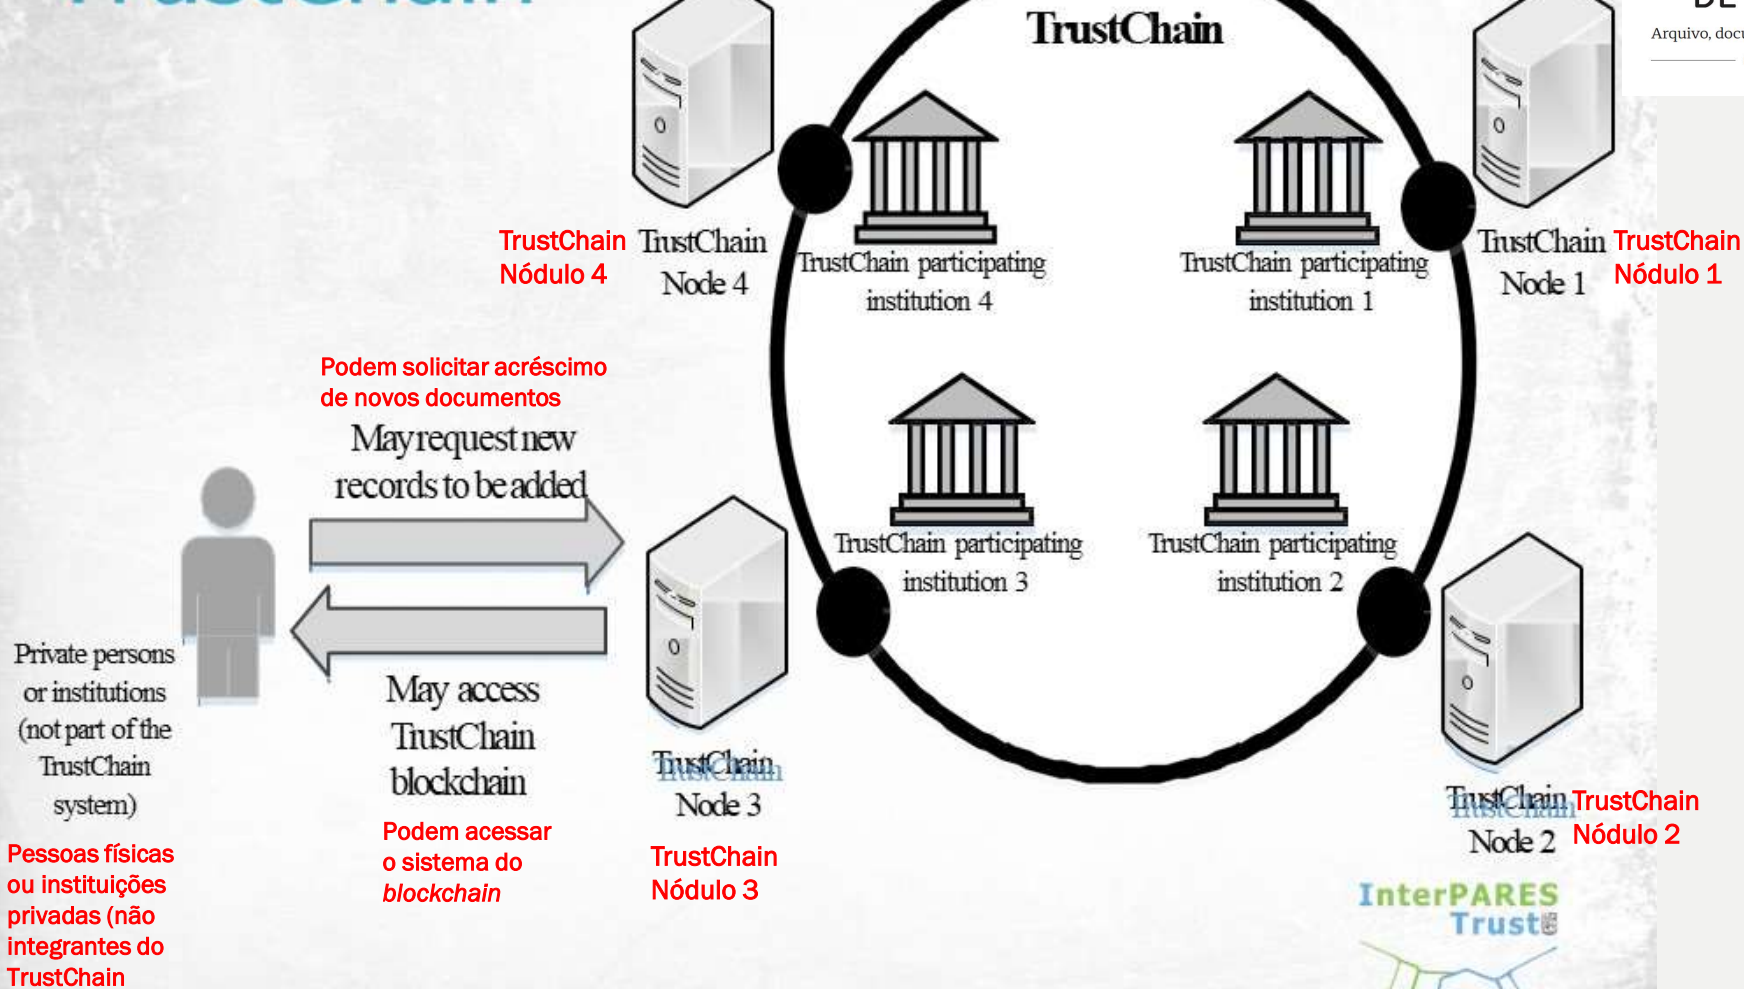 TrustChain
TrustChain
DE
Arquivo, docu
TrustChain
Nódulo 4
TrustChain
Node 4
TrustChain participating
institution 4
TrustChain participating
institution 1
TrustChain
Node 1
TrustChain
Nódulo 1
Podem solicitar acréscimo
de novos documentos
May request new
records to be added
TrustChain participating
institution 3
TrustChain participating
institution 2
Private persons
or institutions
(not part of the
TrustChain
system)
May access
TrustChain
blockchain
TrustChain
Node 3
TrustChain
Node 2
TrustChain
Nódulo 2
Podem acessar
o sistema do
blockchain
TrustChain
Nódulo 3
Pessoas físicas
ou instituições
privadas (não
integrantes do
TrustChain
InterPARES
Trust